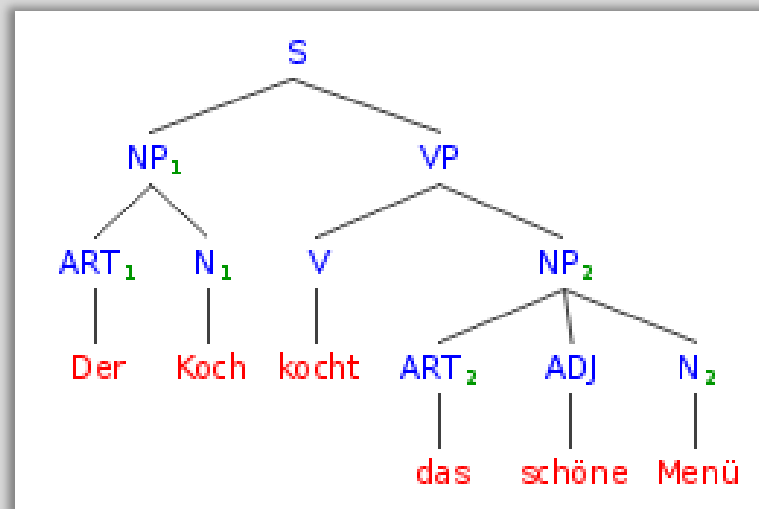 S
NP1 VP
ART1 N1 V NP2
Der Koch kocht ART2 ADJ N2
das schöne Menü